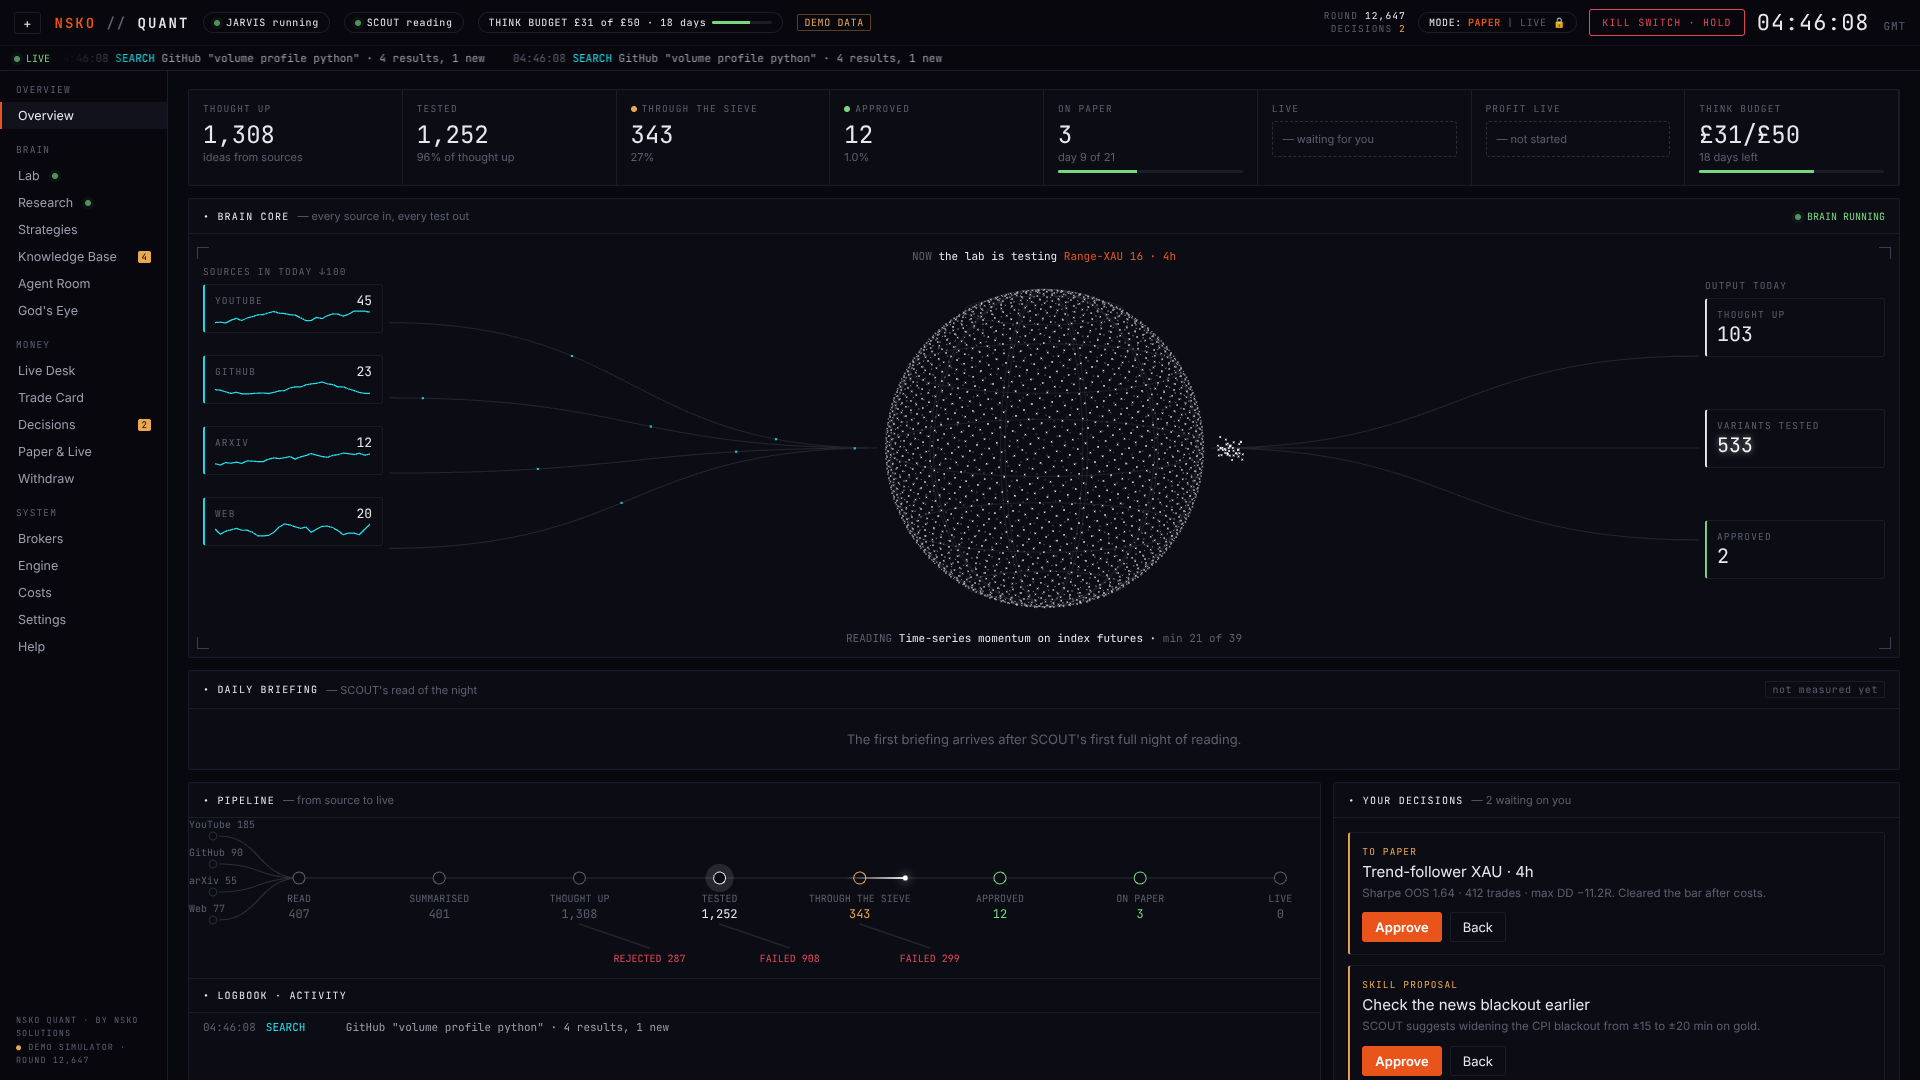 + NSKO // QUANT
JARVIS running
SCOUT reading
THINK BUDGET £31 of £50 · 18 days
DEMO DATA
ROUND 12,647
DECISIONS 2
MODE: PAPER | LIVE 🔒
KILL SWITCH · HOLD
04:46:08 GMT
LIVE
04:46:08 SEARCH GitHub "volume profile python" · 4 results, 1 new
04:46:08 SEARCH GitHub "volume profile python" · 4 results, 1 new
OVERVIEW
Overview
BRAIN
Lab
Research
Strategies
Knowledge Base 4
Agent Room
God's Eye
MONEY
Live Desk
Trade Card
Decisions 2
Paper & Live
Withdraw
SYSTEM
Brokers
Engine
Costs
Settings
Help
NSKO QUANT · BY NSKO
SOLUTIONS
DEMO SIMULATOR ·
ROUND 12,647
THOUGHT UP
1,308
ideas from sources
TESTED
1,252
96% of thought up
THROUGH THE SIEVE
343
27%
APPROVED
12
1.0%
ON PAPER
3
day 9 of 21
LIVE
— waiting for you
PROFIT LIVE
— not started
THINK BUDGET
£31/£50
18 days left
• BRAIN CORE — every source in, every test out
BRAIN RUNNING
NOW the lab is testing Range-XAU 16 · 4h
SOURCES IN TODAY ↓100
YOUTUBE 45
GITHUB 23
ARXIV 12
WEB 20
OUTPUT TODAY
THOUGHT UP
103
VARIANTS TESTED
533
APPROVED
2
READING Time-series momentum on index futures · min 21 of 39
• DAILY BRIEFING — SCOUT's read of the night
not measured yet
The first briefing arrives after SCOUT's first full night of reading.
• PIPELINE — from source to live
YouTube 185
GitHub 90
arXiv 55
Web 77
READ
407
SUMMARISED
401
THOUGHT UP
1,308
TESTED
1,252
THROUGH THE SIEVE
343
APPROVED
12
ON PAPER
3
LIVE
0
REJECTED 287
FAILED 908
FAILED 299
• LOGBOOK · ACTIVITY
04:46:08 SEARCH GitHub "volume profile python" · 4 results, 1 new
• YOUR DECISIONS — 2 waiting on you
TO PAPER
Trend-follower XAU · 4h
Sharpe OOS 1.64 · 412 trades · max DD −11.2R. Cleared the bar after costs.
Approve
Back
SKILL PROPOSAL
Check the news blackout earlier
SCOUT suggests widening the CPI blackout from ±15 to ±20 min on gold.
Approve
Back